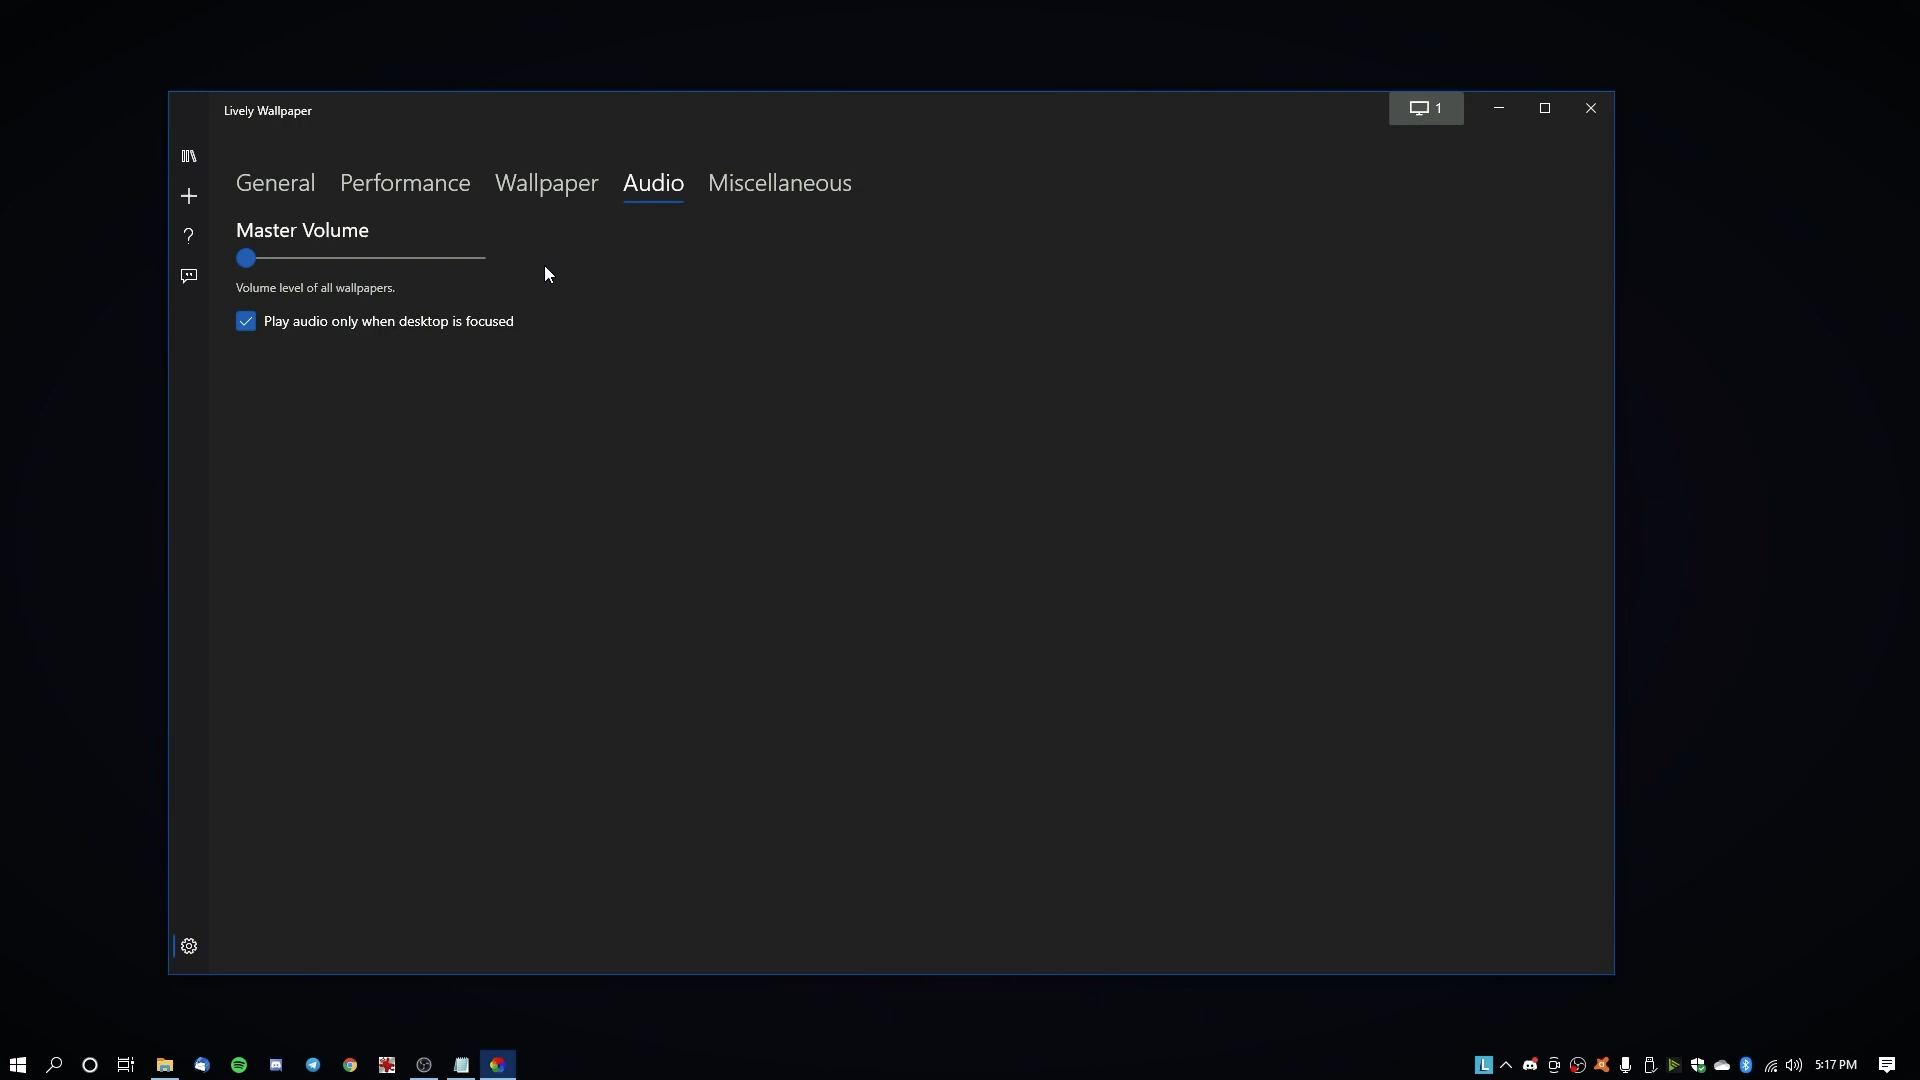 Lively Wallpaper
1
General Performance Wallpaper Audio Miscellaneous
Master Volume
Volume level of all wallpapers.
Play audio only when desktop is focused
L
5:17 PM